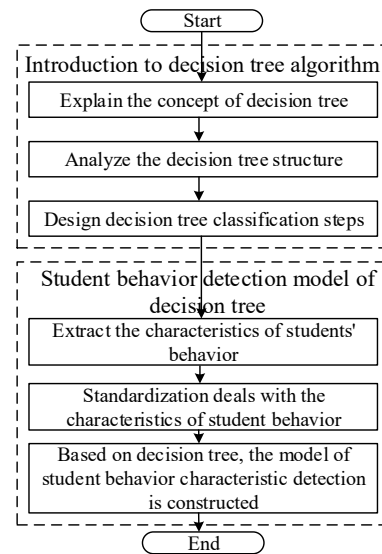 Start
Introduction to decision tree algorithm
Explain the concept of decision tree
Analyze the decision tree structure
Design decision tree classification steps
Student behavior detection model of
decision tree
Extract the characteristics of students'
behavior
Standardization deals with the
characteristics of student behavior
Based on decision tree, the model of
student behavior characteristic detection
is constructed
End